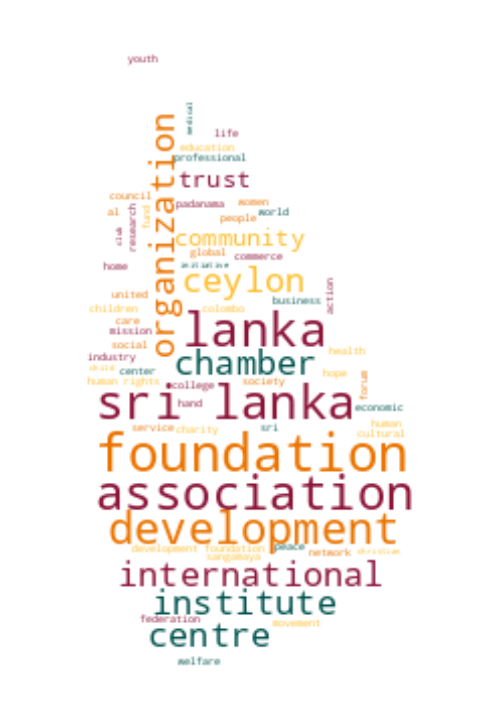 youth
medical
organization
life
education
professional
trust
council
padanama
women
al
fund
research
people
world
club
community
global
commerce
home
initiative
ceylon
action
united
business
children
colombo
care
lanka
mission
social
chamber
health
industry
child
center
hope
human rights
college
society
forum
sri lanka
hand
economic
service
charity
sri
human
cultural
foundation
association
development
development foundation
peace
network
christian
sangamaya
international
institute
federation
movement
centre
welfare